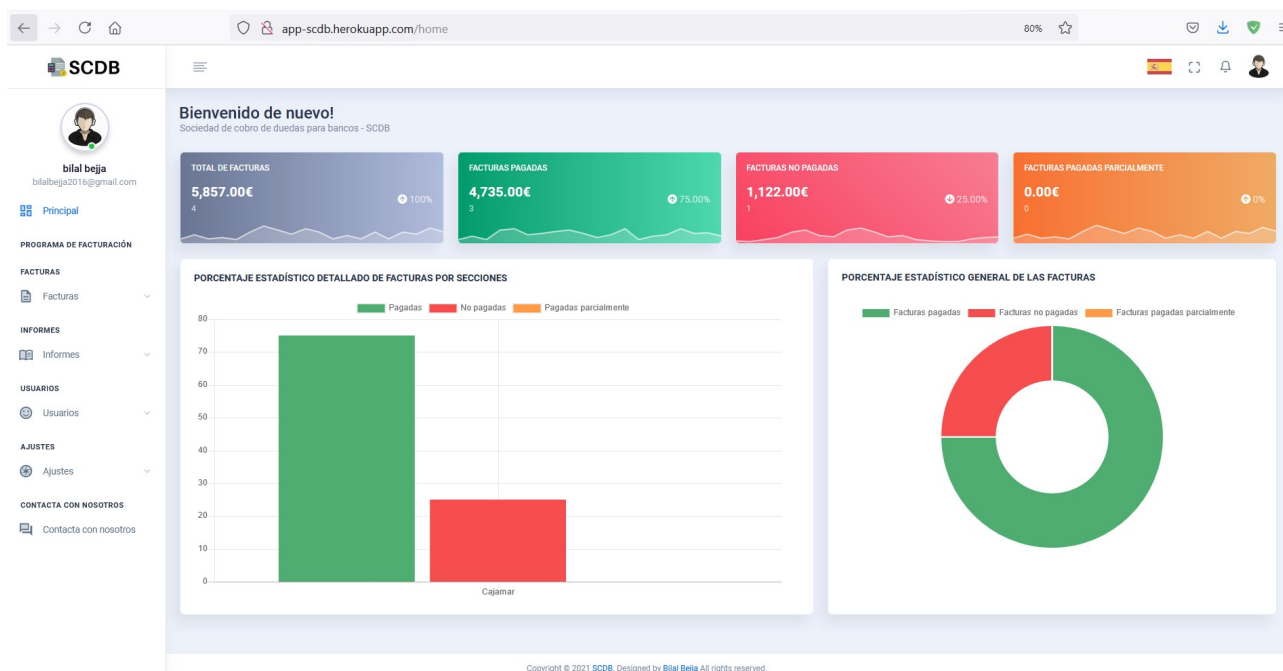 app-scdb.herokuapp.com/home
80%
SCDB
bilal bejja
bilalbejja2016@gmail.com
Principal
PROGRAMA DE FACTURACIÓN
FACTURAS
Facturas
INFORMES
Informes
USUARIOS
Usuarios
AJUSTES
Ajustes
CONTACTA CON NOSOTROS
Contacta con nosotros
Bienvenido de nuevo!
Sociedad de cobro de duedas para bancos - SCDB
TOTAL DE FACTURAS
5,857.00€
4
100%
FACTURAS PAGADAS
4,735.00€
3
75.00%
FACTURAS NO PAGADAS
1,122.00€
1
25.00%
FACTURAS PAGADAS PARCIALMENTE
0.00€
0
0%
PORCENTAJE ESTADÍSTICO DETALLADO DE FACTURAS POR SECCIONES
Pagadas No pagadas Pagadas parcialmente
80
70
60
50
40
30
20
10
0
Cajamar
PORCENTAJE ESTADÍSTICO GENERAL DE LAS FACTURAS
Facturas pagadas Facturas no pagadas Facturas pagadas parcialmente
Copyright © 2021 SCDB. Designed by Bilal Bejja All rights reserved.